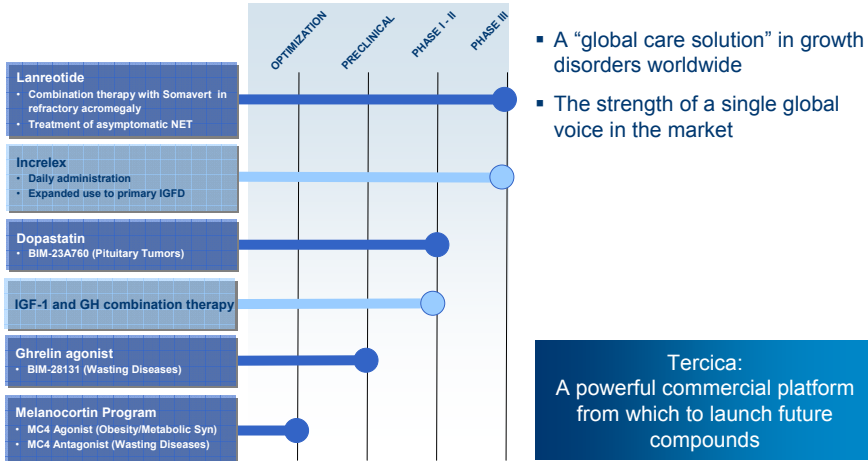 OPTIMIZATION
PRECLINICAL
PHASE I - II
PHASE III
Lanreotide
• Combination therapy with Somavert in
refractory acromegaly
• Treatment of asymptomatic NET
Increlex
• Daily administration
• Expanded use to primary IGFD
Dopastatin
• BIM-23A760 (Pituitary Tumors)
IGF-1 and GH combination therapy
Ghrelin agonist
• BIM-28131 (Wasting Diseases)
Melanocortin Program
• MC4 Agonist (Obesity/Metabolic Syn)
• MC4 Antagonist (Wasting Diseases)
▪ A “global care solution” in growth
disorders worldwide
▪ The strength of a single global
voice in the market
Tercica:
A powerful commercial platform
from which to launch future
compounds